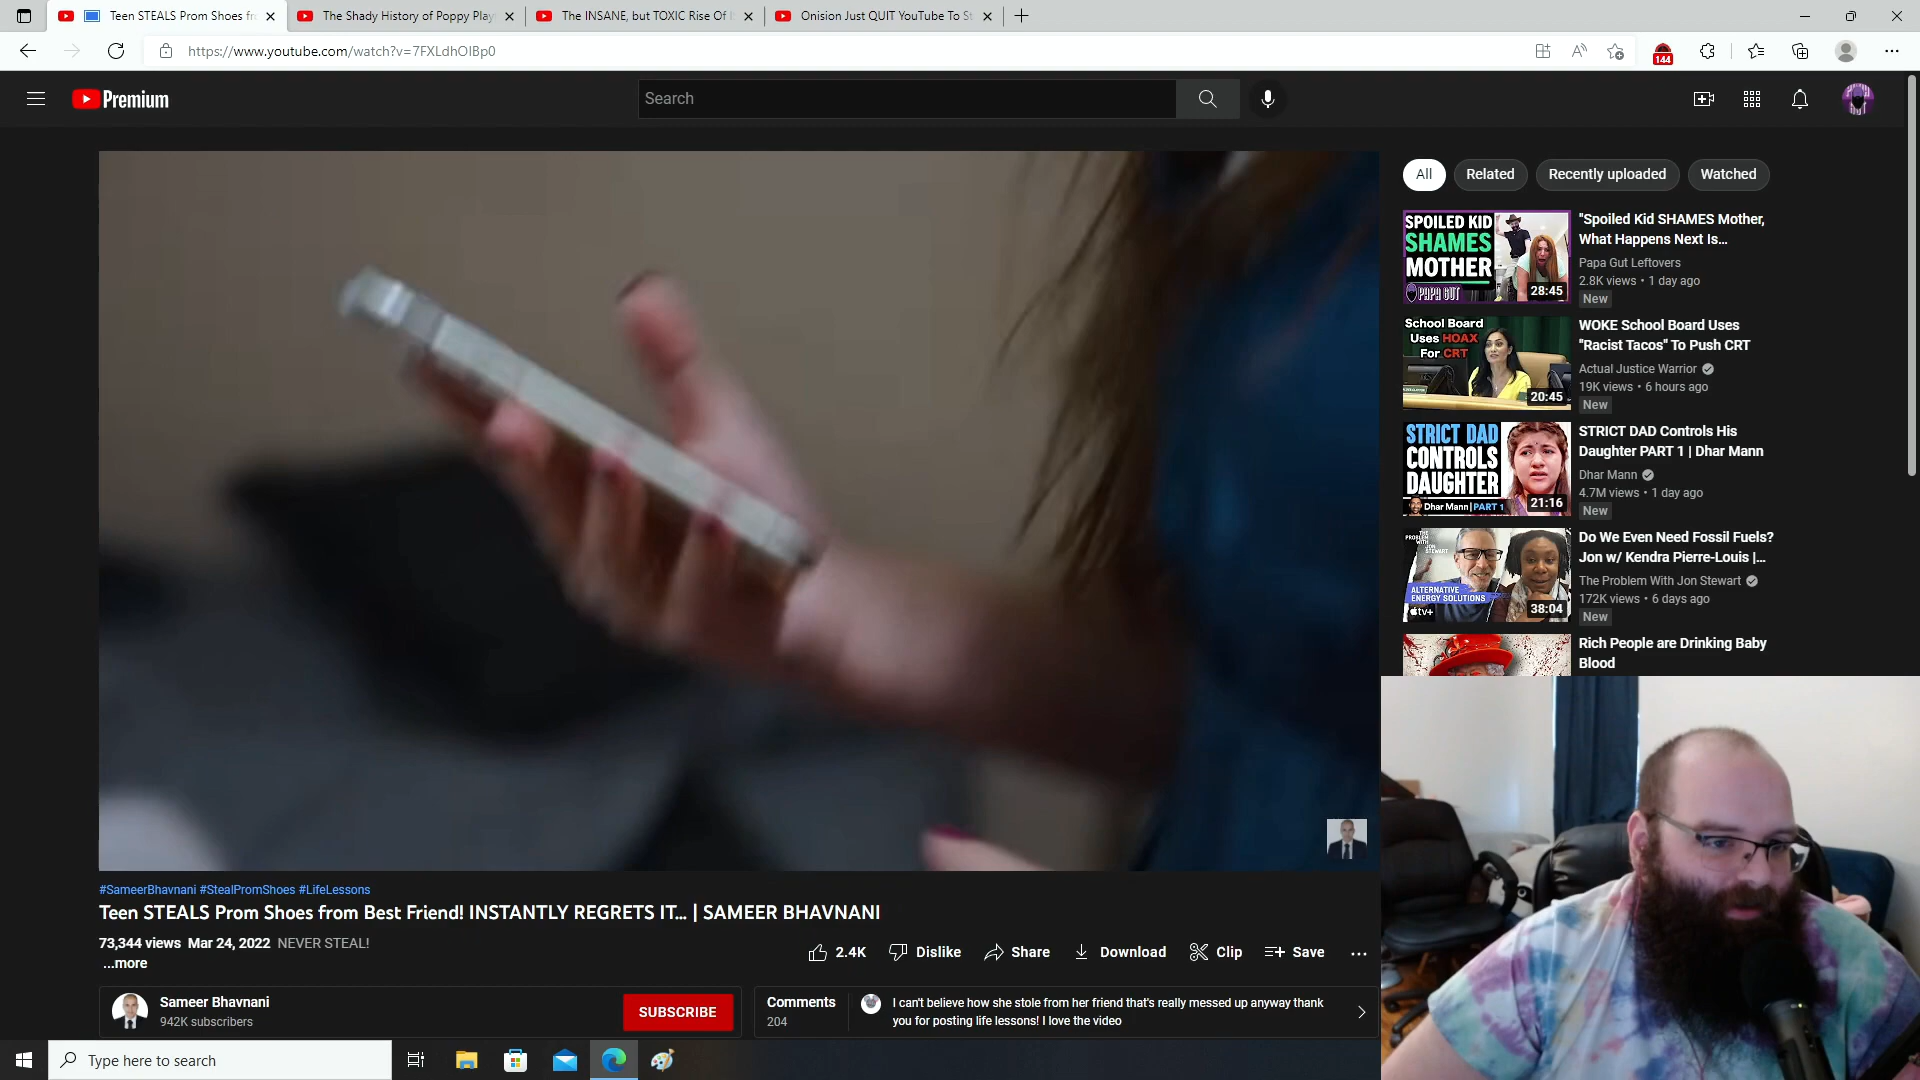 Teen STEALS Prom Shoes fr
The Shady History of Poppy Play
The INSANE, but TOXIC Rise Of
Onision Just QUIT YouTube To St
https://www.youtube.com/watch?v=7FXLdhOIBp0
144
Premium
Search
All
Related
Recently uploaded
Watched
SPOILED KID
SHAMES
MOTHER
PAPA GUT
28:45
"Spoiled Kid SHAMES Mother,
What Happens Next Is...
Papa Gut Leftovers
2.8K views • 1 day ago
New
School Board
Uses HOAX
For CRT
20:45
WOKE School Board Uses
"Racist Tacos" To Push CRT
Actual Justice Warrior
19K views • 6 hours ago
New
STRICT DAD
CONTROLS
DAUGHTER
Dhar Mann | PART 1
21:16
STRICT DAD Controls His
Daughter PART 1 | Dhar Mann
Dhar Mann
4.7M views • 1 day ago
New
THE
PROBLEM
WITH
JON
STEWART
ALTERNATIVE
ENERGY SOLUTIONS
tv+
38:04
Do We Even Need Fossil Fuels?
Jon w/ Kendra Pierre-Louis |...
The Problem With Jon Stewart
172K views • 6 days ago
New
Rich People are Drinking Baby
Blood
#SameerBhavnani #StealPromShoes #LifeLessons
Teen STEALS Prom Shoes from Best Friend! INSTANTLY REGRETS IT... | SAMEER BHAVNANI
73,344 views Mar 24, 2022 NEVER STEAL!
...more
2.4K
Dislike
Share
Download
Clip
Save
Sameer Bhavnani
942K subscribers
SUBSCRIBE
Comments
204
I can't believe how she stole from her friend that's really messed up anyway thank
you for posting life lessons! I love the video
Type here to search